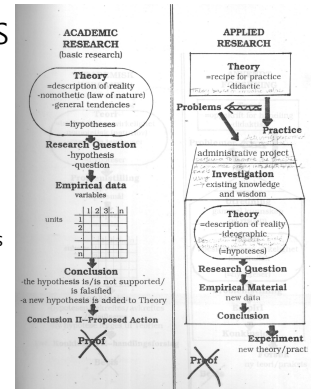 S
ACADEMIC
RESEARCH
(basic research)
Theory
=description of reality
- nomothetic (law of nature)
-general tendencies
=hypotheses
Research Question
-hypothesis
-question
Empirical data
variables
1 2 3.. n
units
1
2
n
Conclusion
-the hypothesis is/is not supported/
is falsified
-a new hypothesis is added to Theory
Conclusion II--Proposed Action
Proof
s
APPLIED
RESEARCH
Theory
=recipe for practice
- didactic
Problems
Practice
administrative project
Investigation
existing knowledge
and wisdom
Theory
=description of reality
-ideographic
(=hypoteses)
Research Question
Empirical Material
new data
Conclusion
Experiment
new theory/pract
Proof